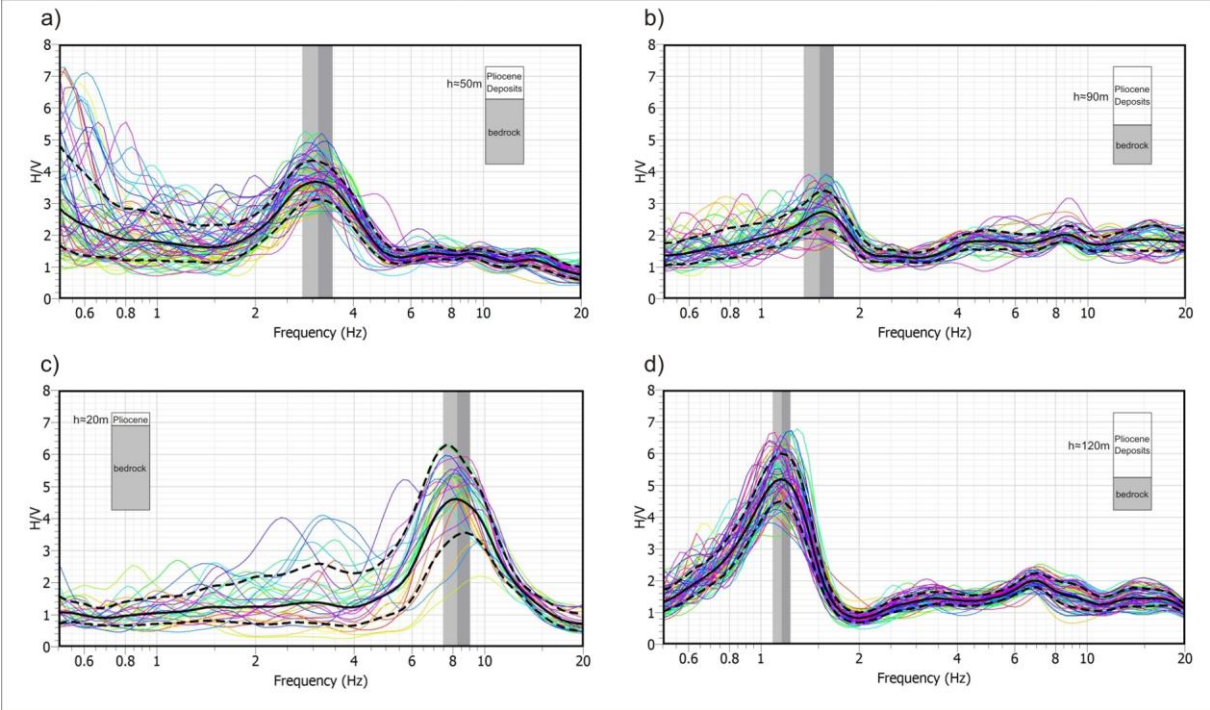 a)
8
7
6
5
4
3
2
1
0
H/V
h≈50m
Pliocene
Deposits
bedrock
0.6 0.8 1 2 4 6 8 10 20
Frequency (Hz)
b)
8
7
6
5
4
3
2
1
0
H/V
h≈90m
Pliocene
Deposits
bedrock
0.6 0.8 1 2 4 6 8 10 20
Frequency (Hz)
c)
8
7
6
5
4
3
2
1
0
H/V
h≈20m
Pliocene
bedrock
0.6 0.8 1 2 4 6 8 10 20
Frequency (Hz)
d)
8
7
6
5
4
3
2
1
0
H/V
h≈120m
Pliocene
Deposits
bedrock
0.6 0.8 1 2 4 6 8 10 20
Frequency (Hz)